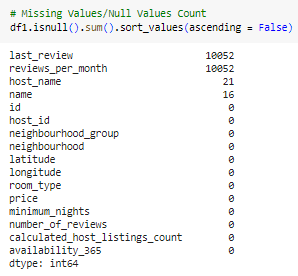 # Missing Values/Null Values Count
df1.isnull().sum().sort_values(ascending = False)
last_review 10052
reviews_per_month 10052
host_name 21
name 16
id 0
host_id 0
neighbourhood_group 0
neighbourhood 0
latitude 0
longitude 0
room_type 0
price 0
minimum_nights 0
number_of_reviews 0
calculated_host_listings_count 0
availability_365 0
dtype: int64